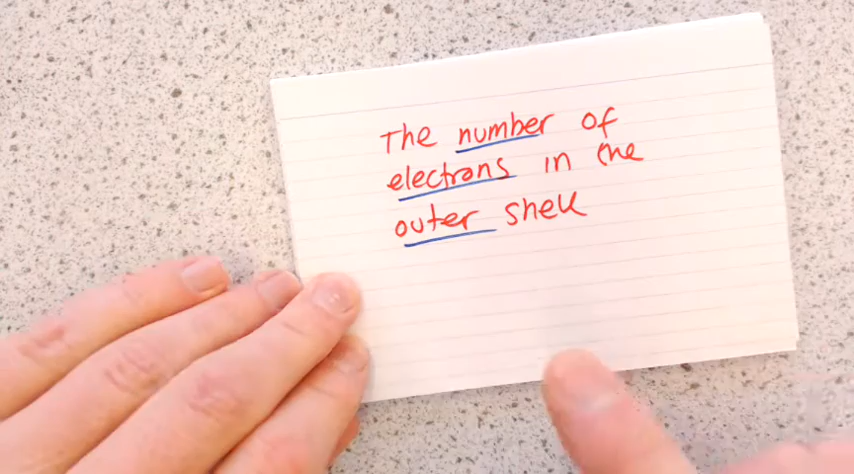 The number of
electrons in the
outer shell